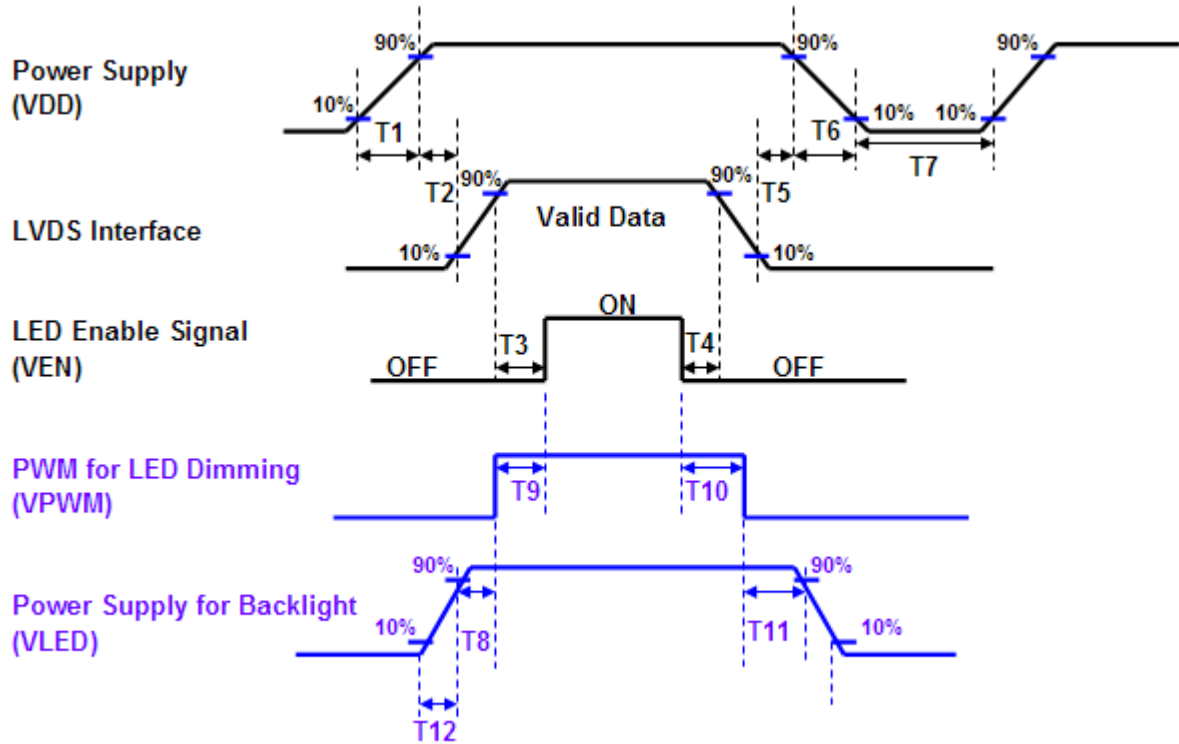 Power Supply
(VDD)
90%
90%
90%
10%
10%
10%
T1
T6
T7
T2
T5
LVDS Interface
90%
90%
Valid Data
10%
10%
LED Enable Signal
(VEN)
ON
OFF
T3
T4
OFF
PWM for LED Dimming
(VPWM)
T9
T10
Power Supply for Backlight
(VLED)
90%
90%
10%
10%
T8
T11
T12